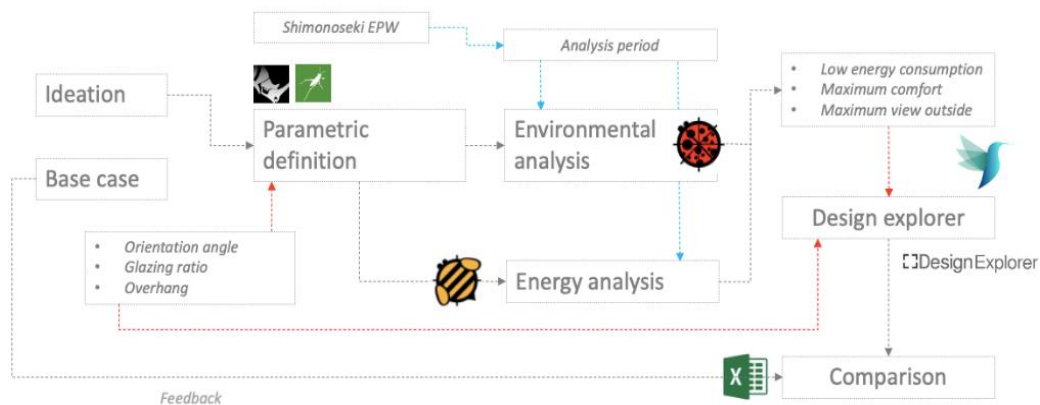 Shimonoseki EPW
Analysis period
Ideation
Parametric
definition
Environmental
analysis
• Low energy consumption
• Maximum comfort
• Maximum view outside
Base case
• Orientation angle
• Glazing ratio
• Overhang
Energy analysis
Design explorer
DesignExplorer
X
Comparison
Feedback